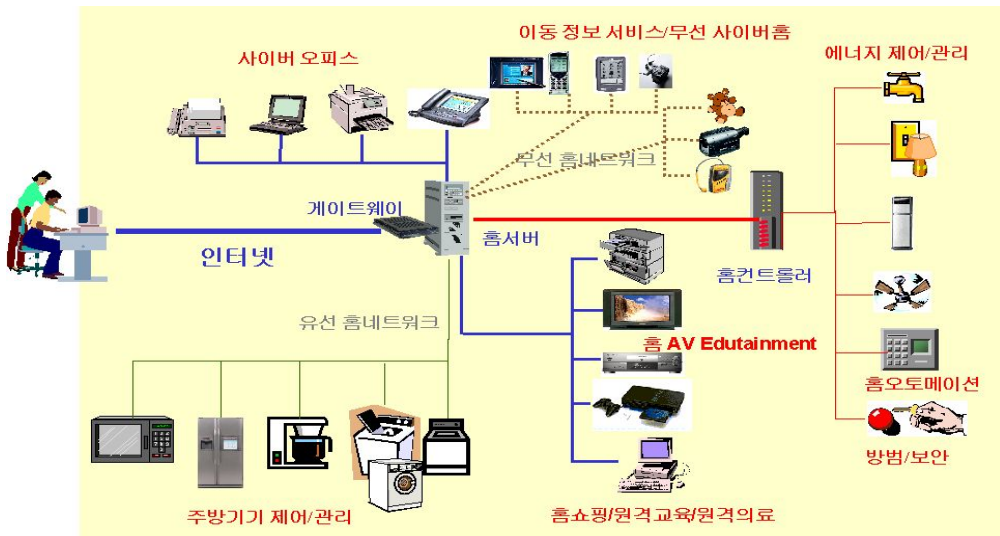 이동 정보 서비스/무선 사이버홈
사이버 오피스
에너지 제어/관리
무선 홈네트워크
게이트웨이
홈서버
인터넷
홈컨트롤러
유선 홈네트워크
홈 AV Edutainment
홈오토메이션
방범/보안
주방기기 제어/관리
홈쇼핑/원격교육/원격의료